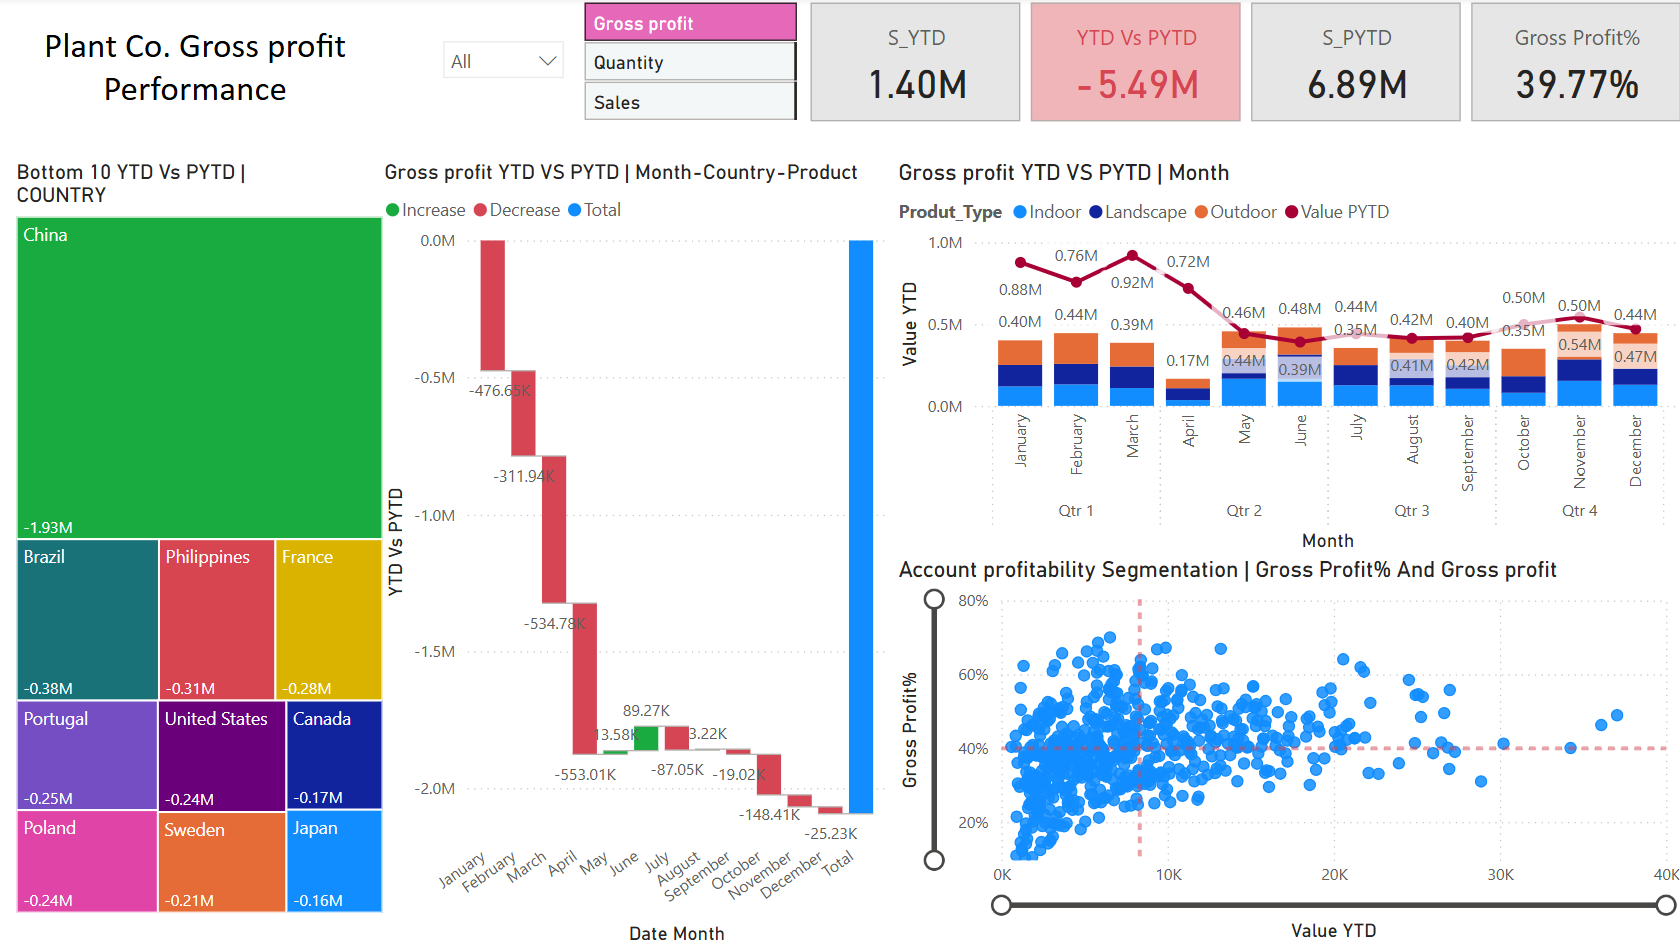 Plant Co. Gross profit
Performance
All
Gross profit
Quantity
Sales
S_YTD
1.40M
YTD Vs PYTD
-5.49M
S_PYTD
6.89M
Gross Profit%
39.77%
Bottom 10 YTD Vs PYTD |
COUNTRY
China
-1.93M
Brazil
-0.38M
Philippines
-0.31M
France
-0.28M
Portugal
-0.25M
United States
-0.24M
Canada
-0.17M
Poland
-0.24M
Sweden
-0.21M
Japan
-0.16M
Gross profit YTD VS PYTD | Month-Country-Product
Increase Decrease Total
YTD Vs PYTD
0.0M
-0.5M
-1.0M
-1.5M
-2.0M
-476.65K
-311.94K
-534.78K
-553.01K
13.58K
89.27K
-87.05K
3.22K
-19.02K
-148.41K
-25.23K
January
February
March
April
May
June
July
August
September
October
November
December
Total
Date Month
Gross profit YTD VS PYTD | Month
Produt_Type Indoor Landscape Outdoor Value PYTD
Value YTD
1.0M
0.5M
0.0M
0.88M
0.76M
0.92M
0.72M
0.40M
0.44M
0.39M
0.17M
0.46M
0.48M
0.44M
0.42M
0.40M
0.50M
0.50M
0.44M
0.44M
0.39M
0.35M
0.41M
0.42M
0.35M
0.54M
0.47M
January
February
March
April
May
June
July
August
September
October
November
December
Qtr 1
Qtr 2
Qtr 3
Qtr 4
Month
Account profitability Segmentation | Gross Profit% And Gross profit
Gross Profit%
80%
60%
40%
20%
0K
10K
20K
30K
40K
Value YTD